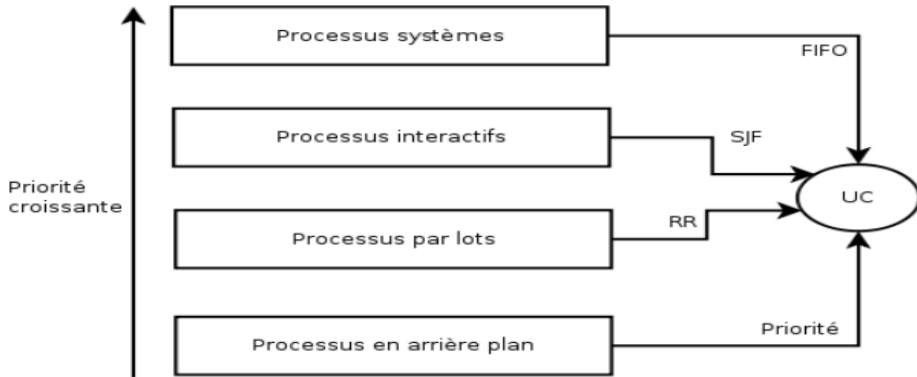 Processus systèmes
FIFO
Processus interactifs
SJF
Priorité
croissante
UC
Processus par lots
RR
Processus en arrière plan
Priorité